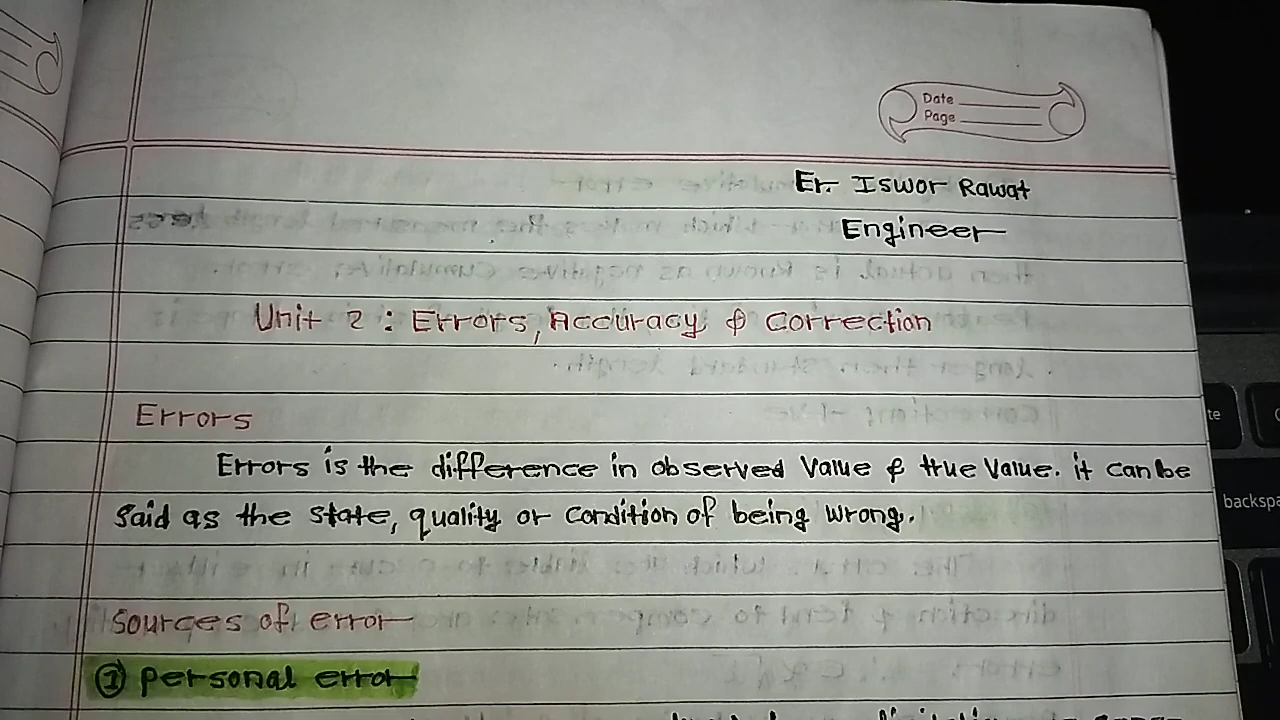 Date
Page
Er. Iswor Rawat
Engineer
Unit 2 : Errors, Accuracy & Correction
Errors
Errors is the difference in observed Value & true Value. it can be
Said as the state, quality or condition of being wrong.
Sources of error
① personal error
te
backspa